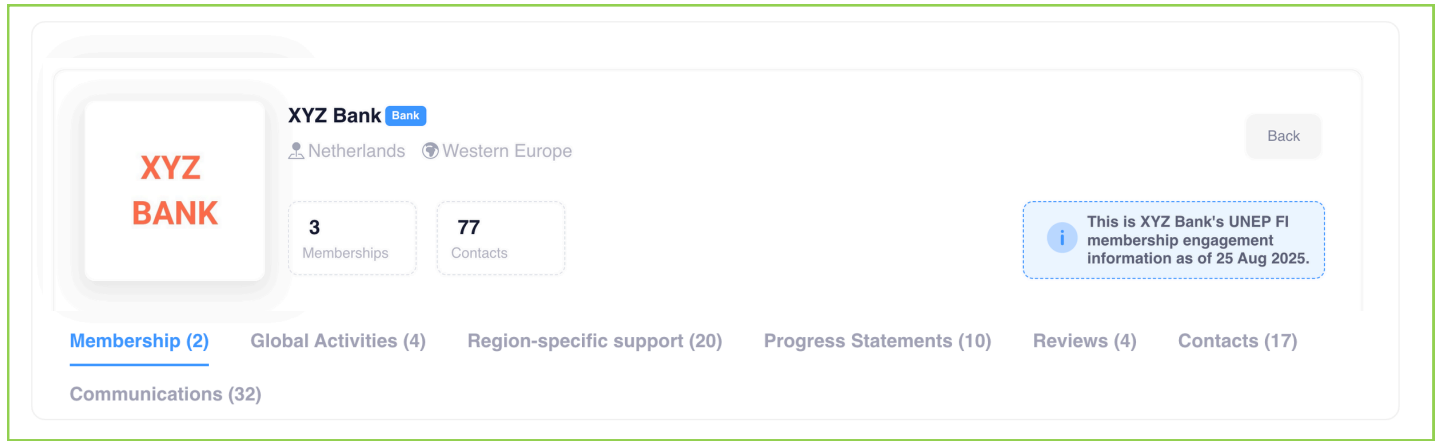 XYZ
BANK
XYZ Bank Bank
Netherlands Western Europe
3
Memberships
77
Contacts
Back
i
This is XYZ Bank's UNEP FI
membership engagement
information as of 25 Aug 2025.
Membership (2) Global Activities (4) Region-specific support (20) Progress Statements (10) Reviews (4) Contacts (17)
Communications (32)